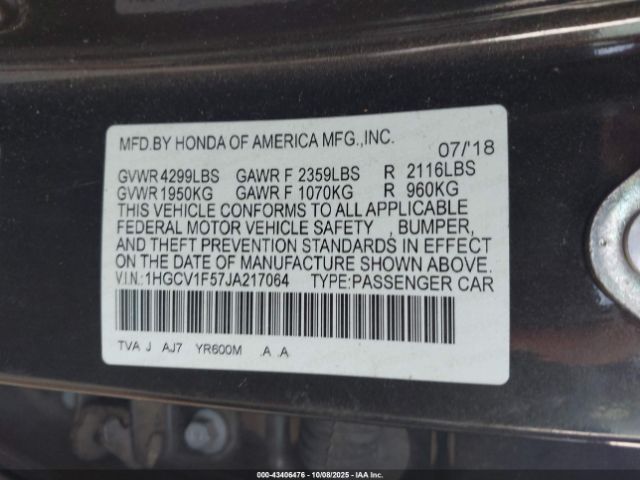 MFD.BY HONDA OF AMERICA MFG.,INC. 07/'18
GVWR 4299LBS GAWR F 2359LBS R 2116LBS
GVWR 1950KG GAWR F 1070KG R 960KG
THIS VEHICLE CONFORMS TO ALL APPLICABLE
FEDERAL MOTOR VEHICLE SAFETY , BUMPER,
AND THEFT PREVENTION STANDARDS IN EFFECT
ON THE DATE OF MANUFACTURE SHOWN ABOVE.
V.I.N.:1HGCV1F57JA217064 TYPE:PASSENGER CAR
TVA J AJ7 YR600M .A .A
000-43406476 | 10/08/2025 - Copyright IAA, LLC